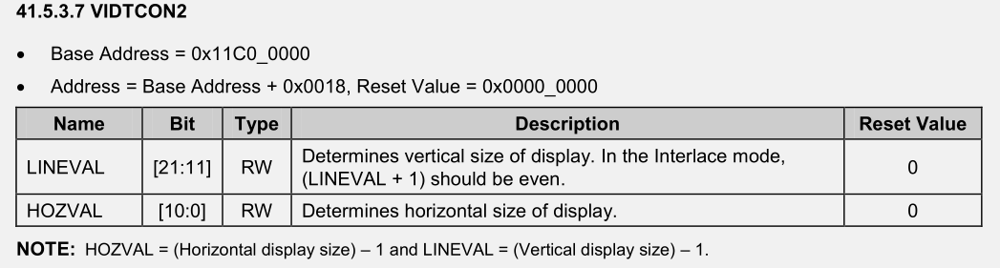 41.5.3.7 VIDTCON2
• Base Address = 0x11C0_0000
• Address = Base Address + 0x0018, Reset Value = 0x0000_0000
Name Bit Type Description Reset Value
LINEVAL [21:11] RW Determines vertical size of display. In the Interlace mode, (LINEVAL + 1) should be even. 0
HOZVAL [10:0] RW Determines horizontal size of display. 0
NOTE: HOZVAL = (Horizontal display size) – 1 and LINEVAL = (Vertical display size) – 1.